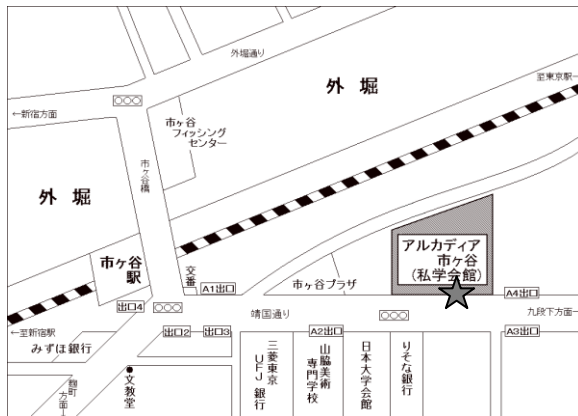 外堀通り
外 堀
至東京駅→
←新宿方面
市ヶ谷
フィッシング
センター
市ヶ谷橋
外 堀
市ヶ谷
駅
交番
A1出口
市ヶ谷プラザ
アルカディア
市ヶ谷
(私学会館)
A4出口
出口4
靖国通り
九段下方面→
←至新宿駅
みずほ銀行
出口2
出口3
A2出口
A3出口
麹町
方面
文教堂
三菱東京
UFJ銀行
山脇美術
専門学校
日本大学会館
りそな銀行